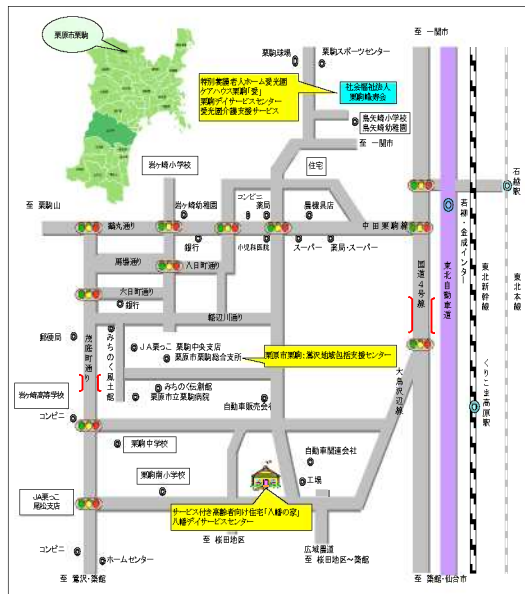 栗原市栗駒
至 一関市
栗駒球場
栗駒スポーツセンター
特別養護老人ホーム愛光園
ケアハウス栗駒「愛」
栗駒デイサービスセンター
愛光園介護支援サービス
社会福祉法人
栗駒峰寿会
鳥矢崎小学校
鳥矢崎幼稚園
至 一関市
岩ヶ崎小学校
住宅
石越駅
至 栗駒山
岩ヶ崎幼稚園
コンビニ
薬局
農機具店
若柳・金成インター
鶴丸通り
中田栗駒線
銀行
小児科医院
スーパー
薬局・スーパー
馬場通り
八日町通り
国道4号線
東北自動車道
東北新幹線
東北本線
六日町通り
銀行
軽辺川通り
郵便局
茂庭町通り
みちのく風土館
JA栗っこ 栗駒中央支店
栗原市栗駒総合支所
栗原市栗駒・鶯沢地域包括支援センター
大鳥沢辺線
くりこま高原駅
岩ヶ崎高等学校
みちのく伝創館
栗原市立栗駒病院
自動車販売会社
コンビニ
栗駒中学校
自動車関連会社
栗駒南小学校
工場
JA栗っこ
尾松支店
サービス付き高齢者向け住宅「八幡の家」
八幡デイサービスセンター
至 桜田地区
広域農道
至 桜田地区～築館
コンビニ
ホームセンター
至 鶯沢・築館
至 築館・仙台市